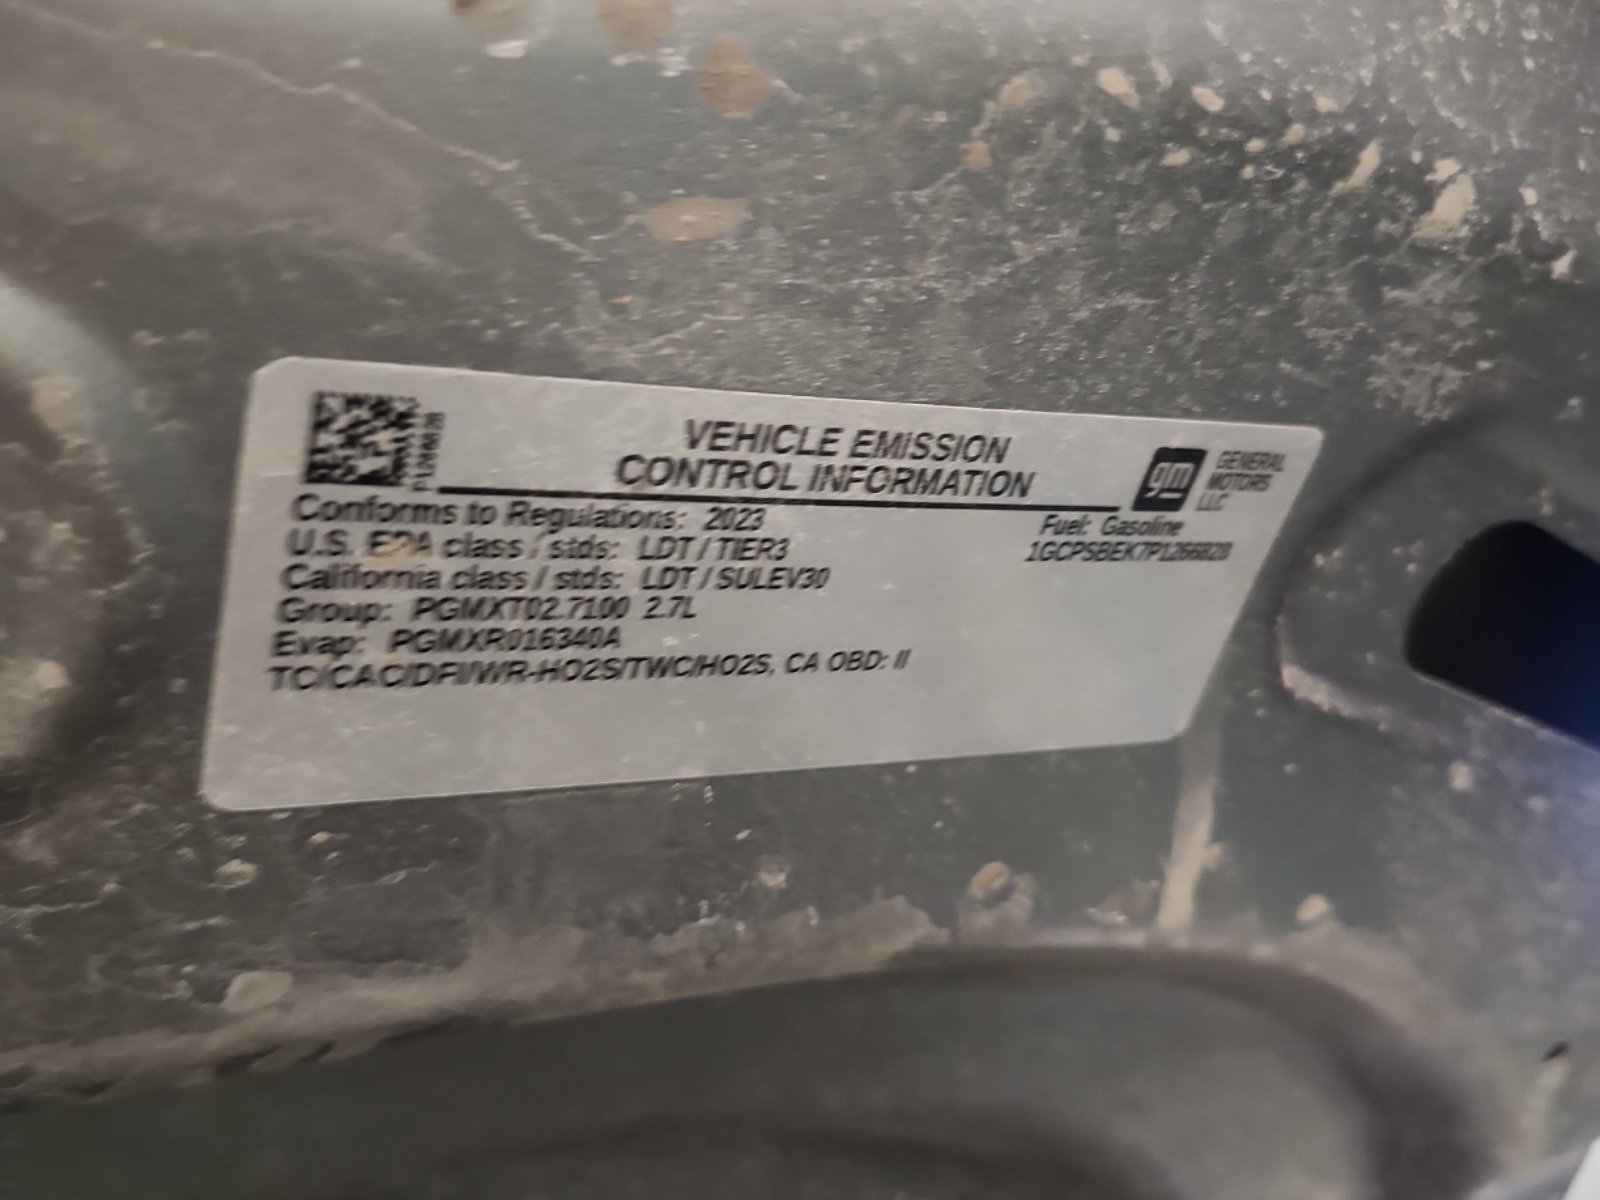 VEHICLE EMISSION
CONTROL INFORMATION
gm GENERAL
MOTORS
LLC
Conforms to Regulations: 2023
Fuel: Gasoline
U.S. EPA class / stds: LDT / TIER3
California class / stds: LDT / SULEV30
Group: PGMXT02.7100 2.7L
Evap: PGMXR016340A
TC/CAC/DFI/WR-HO2S/TWC/HO2S, CA OBD: II